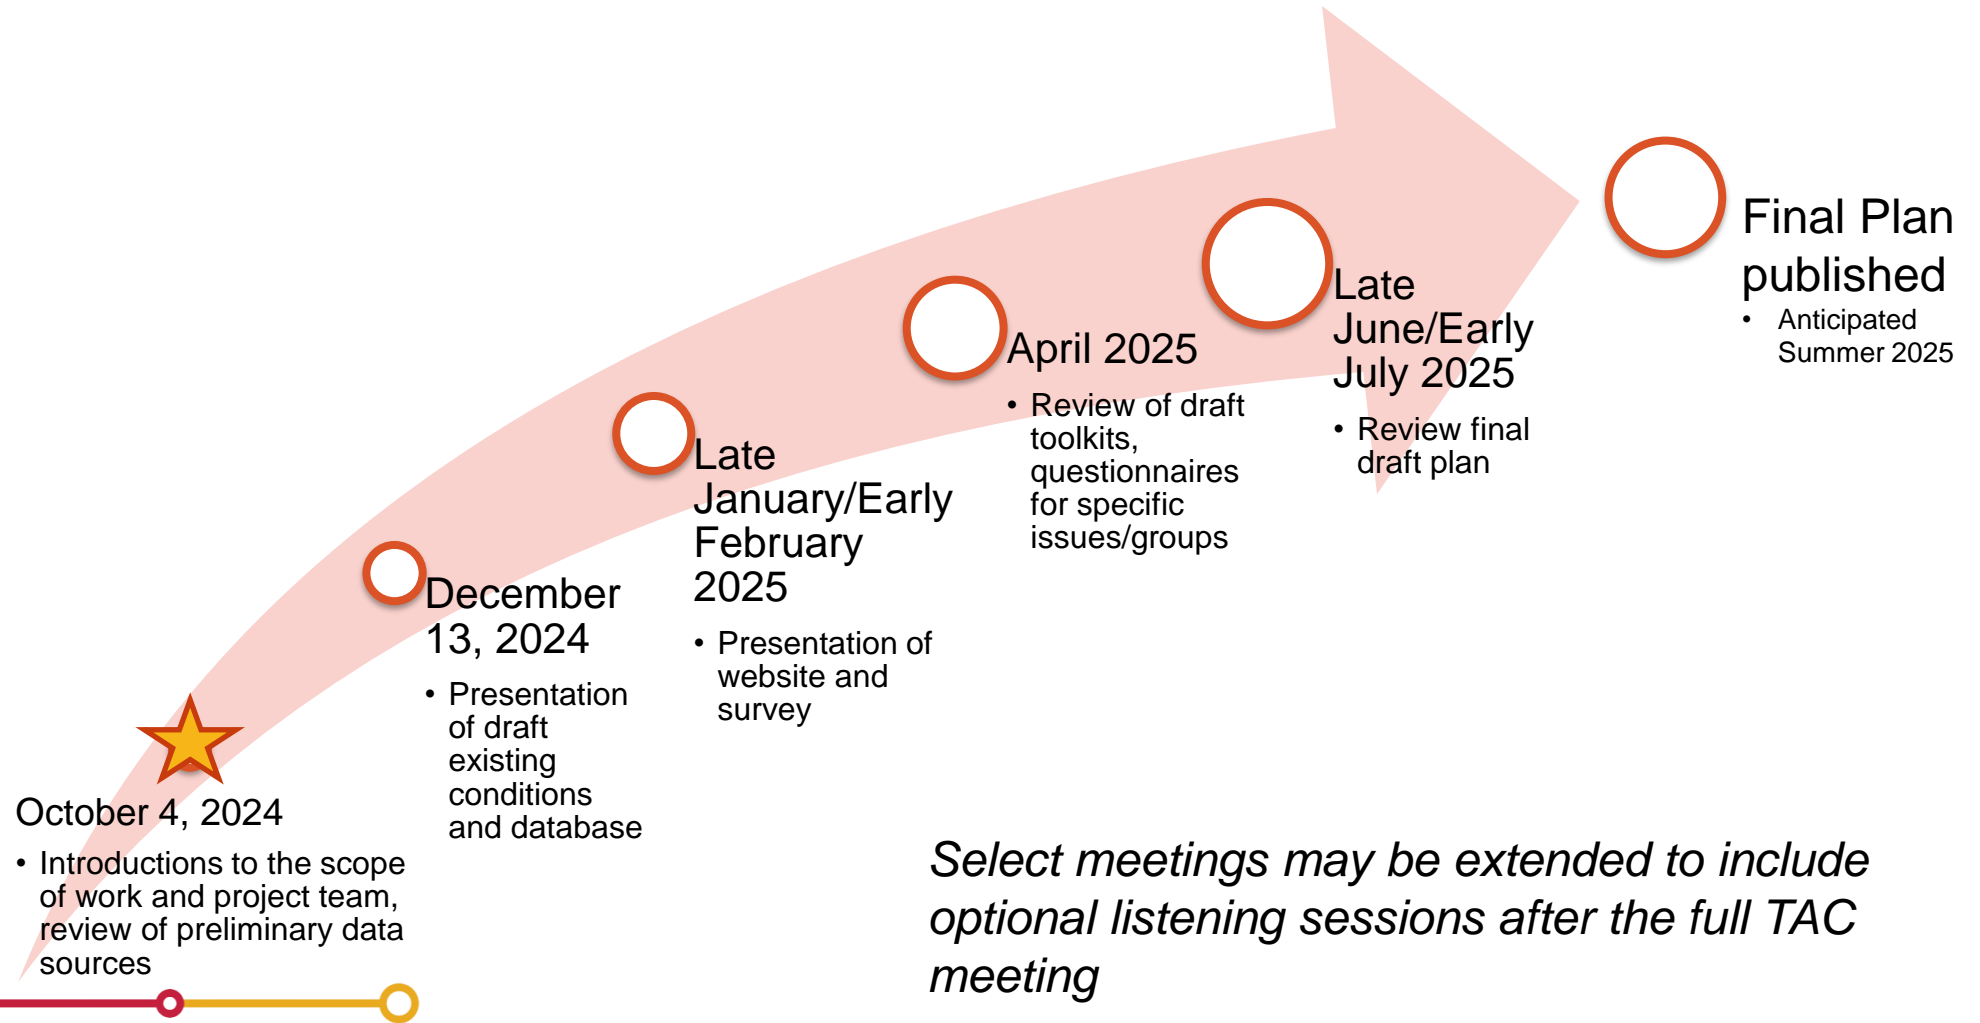 October 4, 2024
• Introductions to the scope
of work and project team,
review of preliminary data
sources
December
13, 2024
• Presentation
of draft
existing
conditions
and database
Late
January/Early
February
2025
• Presentation of
website and
survey
April 2025
• Review of draft
toolkits,
questionnaires
for specific
issues/groups
Late
June/Early
July 2025
• Review final
draft plan
Final Plan
published
• Anticipated
Summer 2025
Select meetings may be extended to include
optional listening sessions after the full TAC
meeting